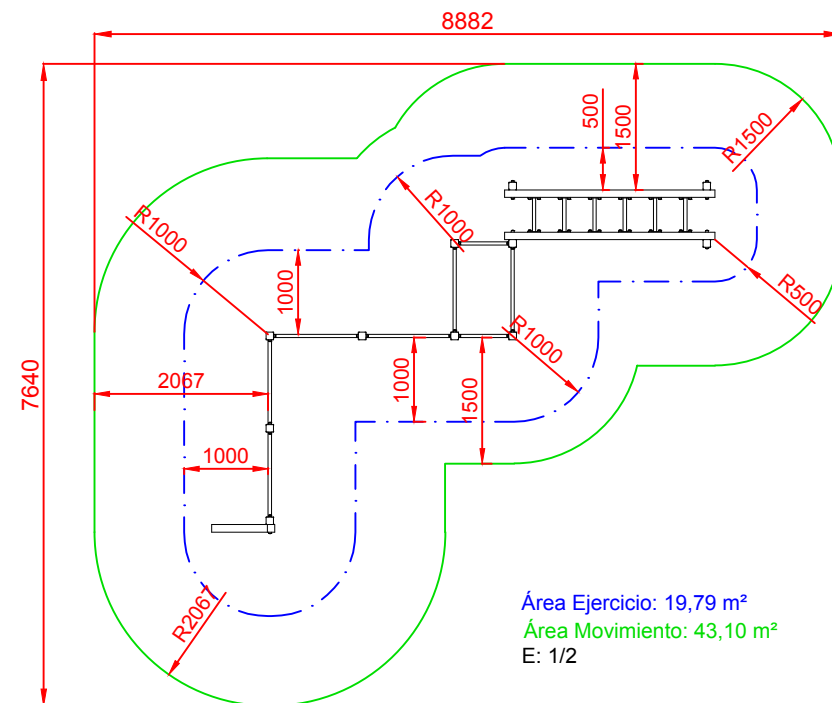 8882
500
1500
R1500
R1000
R1000
1000
R500
R1000
7640
2067
1000
1500
1000
R2067
Área Ejercicio: 19,79 m²
Área Movimiento: 43,10 m²
E: 1/2